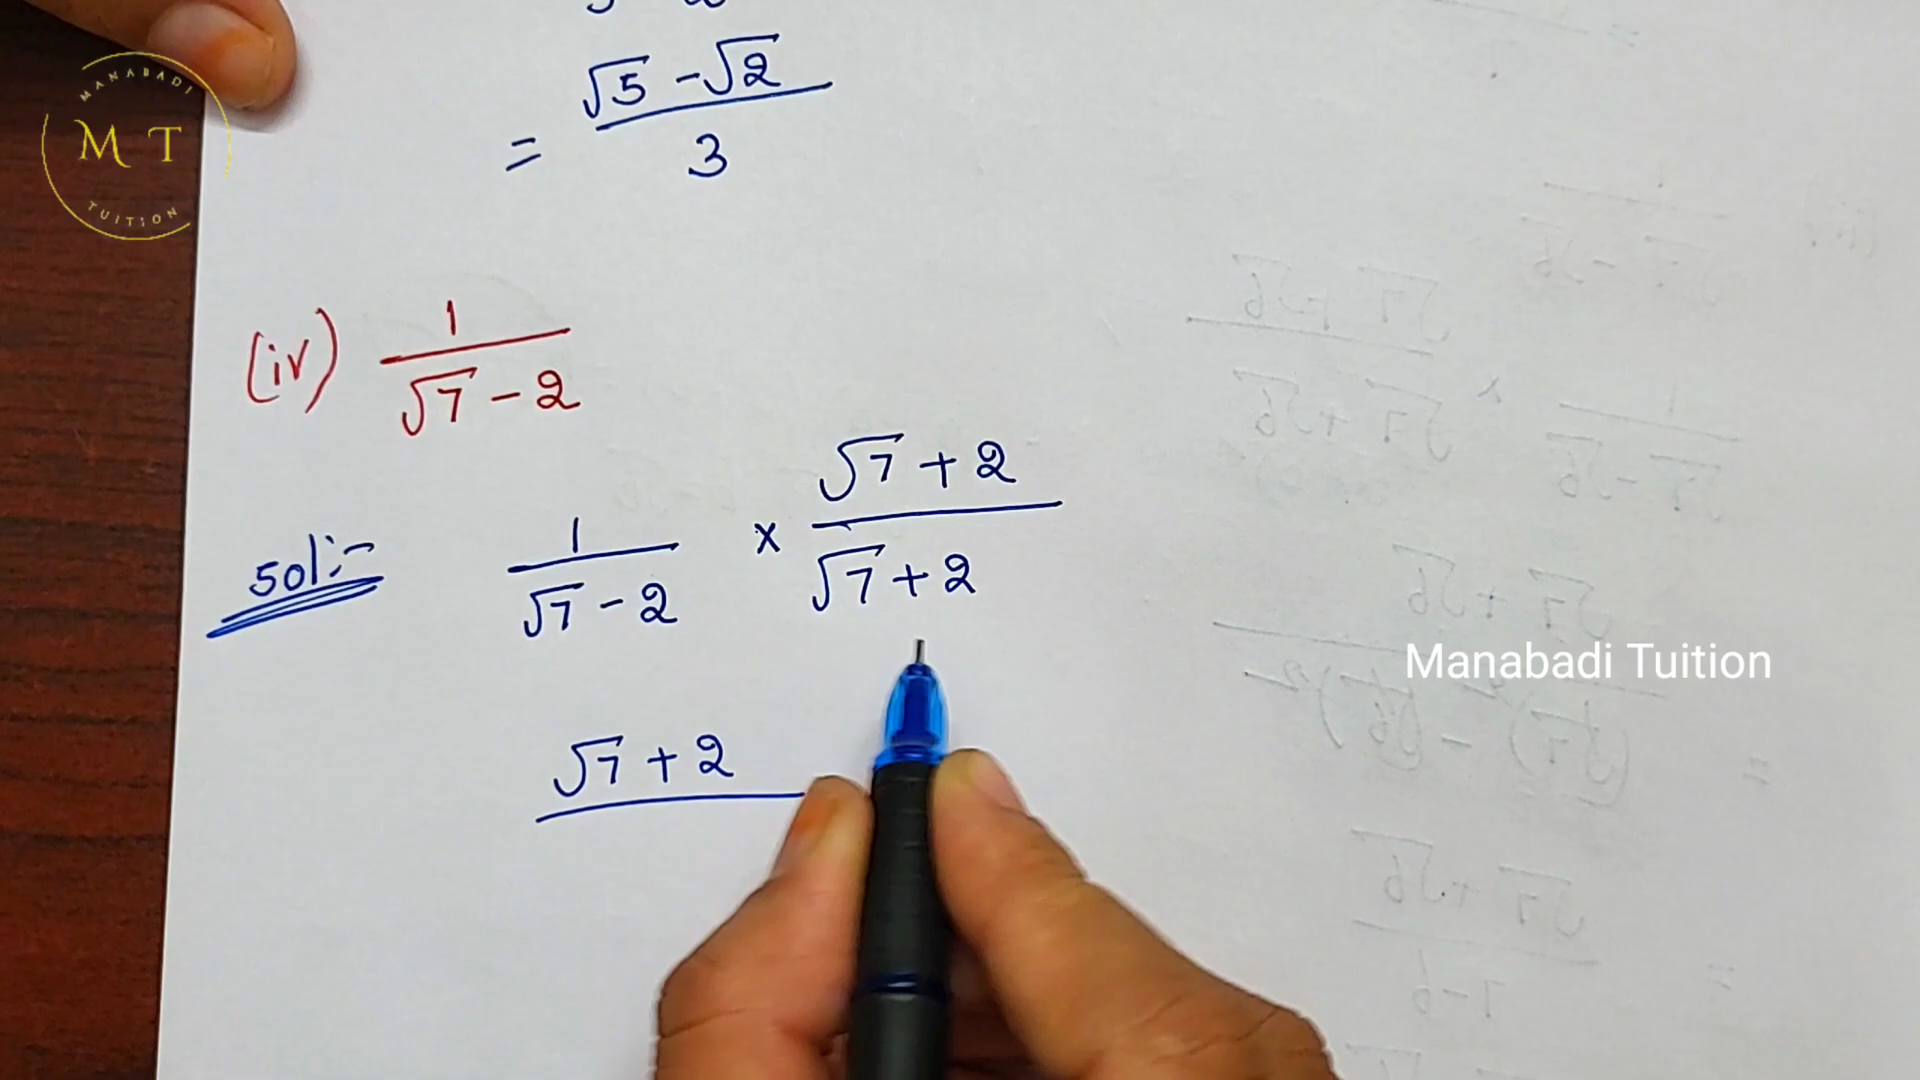 √5 - √2
= 3
MANABADI
M T
TUITION
(iv) 1
√7 - 2
Sol:- 1 × √7 + 2
√7 - 2 √7 + 2
Manabadi Tuition
√7 + 2